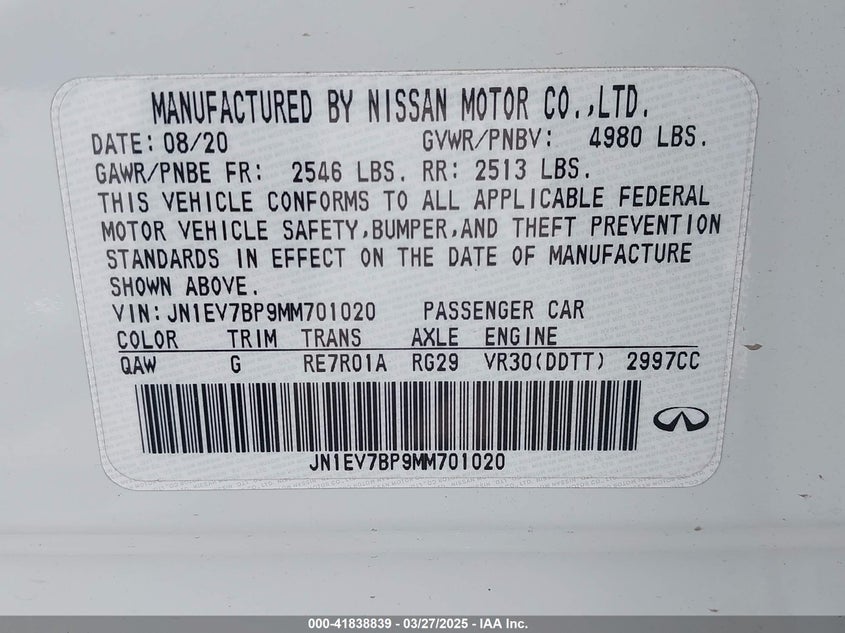 MANUFACTURED BY NISSAN MOTOR CO.,LTD.
DATE: 08/20 GVWR/PNBV: 4980 LBS.
GAWR/PNBE FR: 2546 LBS. RR: 2513 LBS.
THIS VEHICLE CONFORMS TO ALL APPLICABLE FEDERAL
MOTOR VEHICLE SAFETY,BUMPER,AND THEFT PREVENTION
STANDARDS IN EFFECT ON THE DATE OF MANUFACTURE
SHOWN ABOVE.
VIN:JN1EV7BP9MM701020 PASSENGER CAR
COLOR TRIM TRANS AXLE ENGINE
QAW G RE7R01A RG29 VR30(DDTT) 2997CC
JN1EV7BP9MM701020
000-41838839 / 03/27/2025 - IAA Inc.